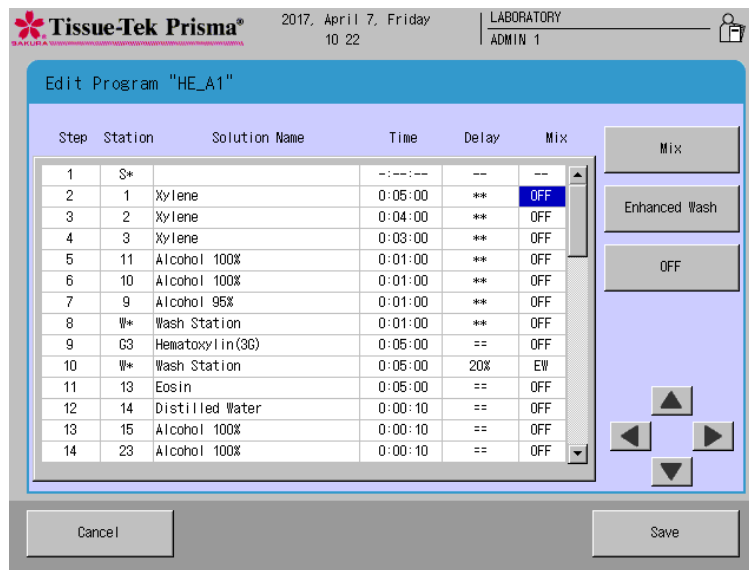 Tissue-Tek Prisma® 2017, April 7, Friday LABORATORY
SAKURA 10 22 ADMIN 1
Edit Program "HE_A1"
Step Station Solution Name Time Delay Mix
1 S* -:--:-- -- --
2 1 Xylene 0:05:00 ** OFF
3 2 Xylene 0:04:00 ** OFF
4 3 Xylene 0:03:00 ** OFF
5 11 Alcohol 100% 0:01:00 ** OFF
6 10 Alcohol 100% 0:01:00 ** OFF
7 9 Alcohol 95% 0:01:00 ** OFF
8 W* Wash Station 0:01:00 ** OFF
9 G3 Hematoxylin(3G) 0:05:00 == OFF
10 W* Wash Station 0:05:00 20% EW
11 13 Eosin 0:05:00 == OFF
12 14 Distilled Water 0:00:10 == OFF
13 15 Alcohol 100% 0:00:10 == OFF
14 23 Alcohol 100% 0:00:10 == OFF
Mix
Enhanced Wash
OFF
Cancel
Save